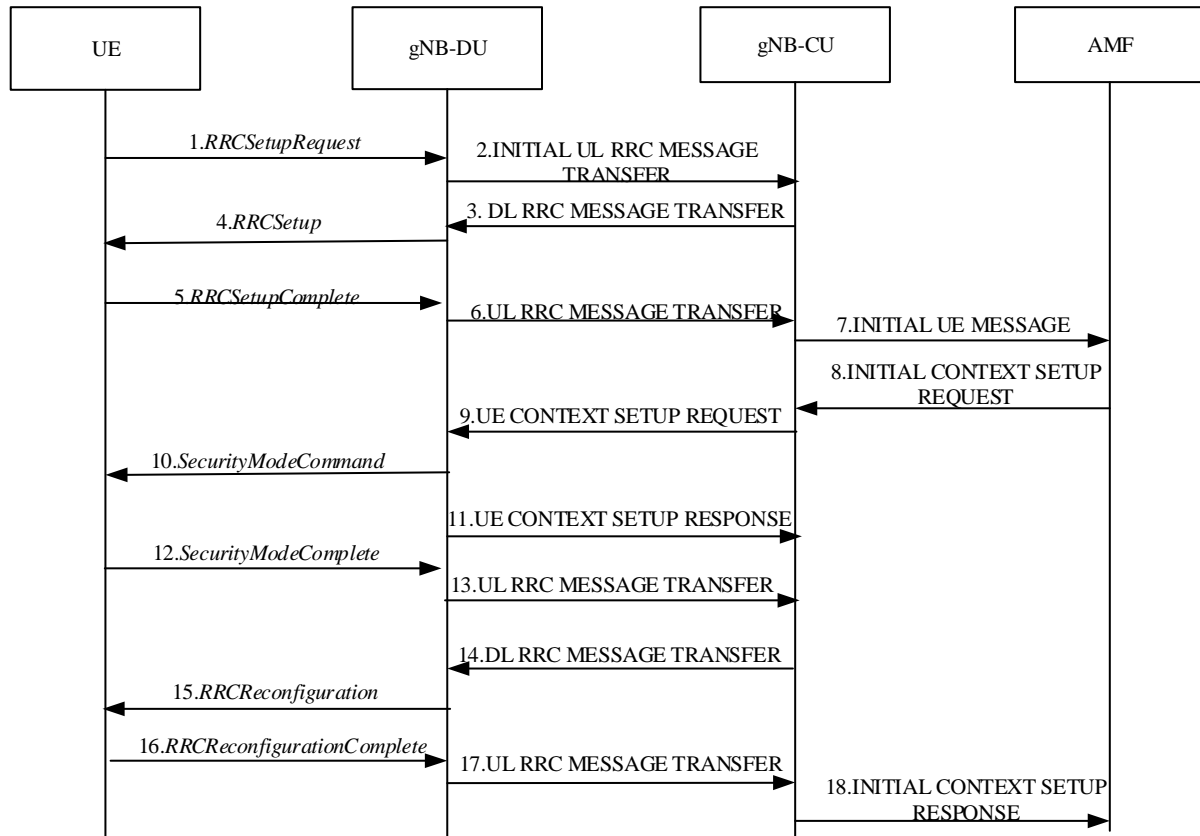 UE
gNB-DU
gNB-CU
AMF
1.RRCSetupRequest
2.INITIAL UL RRC MESSAGE
TRANSFER
3. DL RRC MESSAGE TRANSFER
4.RRCSetup
5.RRCSetupComplete
6.UL RRC MESSAGE TRANSFER
7.INITIAL UE MESSAGE
8.INITIAL CONTEXT SETUP
REQUEST
9.UE CONTEXT SETUP REQUEST
10.SecurityModeCommand
11.UE CONTEXT SETUP RESPONSE
12.SecurityModeComplete
13.UL RRC MESSAGE TRANSFER
14.DL RRC MESSAGE TRANSFER
15.RRCReconfiguration
16.RRCReconfigurationComplete
17.UL RRC MESSAGE TRANSFER
18.INITIAL CONTEXT SETUP
RESPONSE